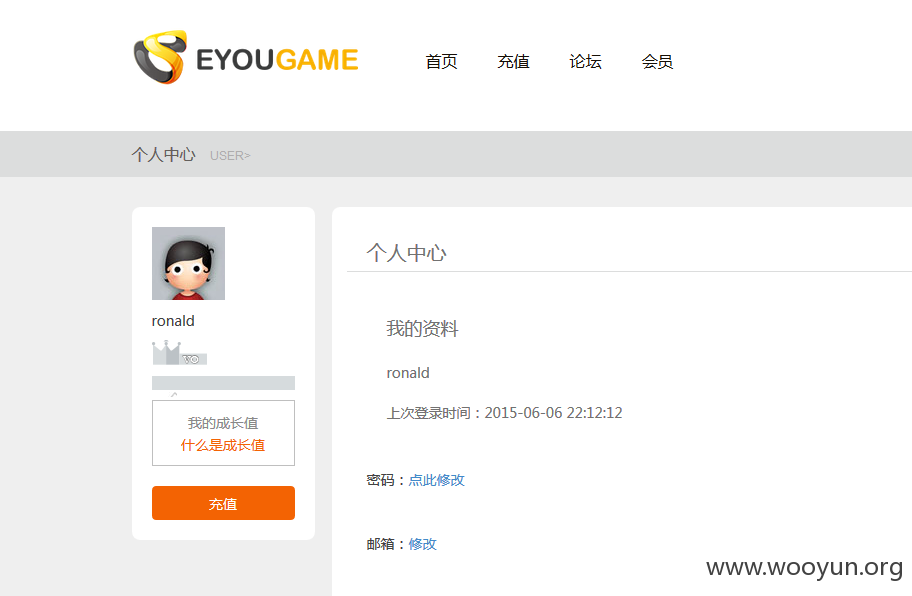 EYOUGAME
首页 充值 论坛 会员
个人中心 USER>
ronald
V0
我的成长值
什么是成长值
充值
个人中心
我的资料
ronald
上次登录时间：2015-06-06 22:12:12
密码：点此修改
邮箱：修改
www.wooyun.org